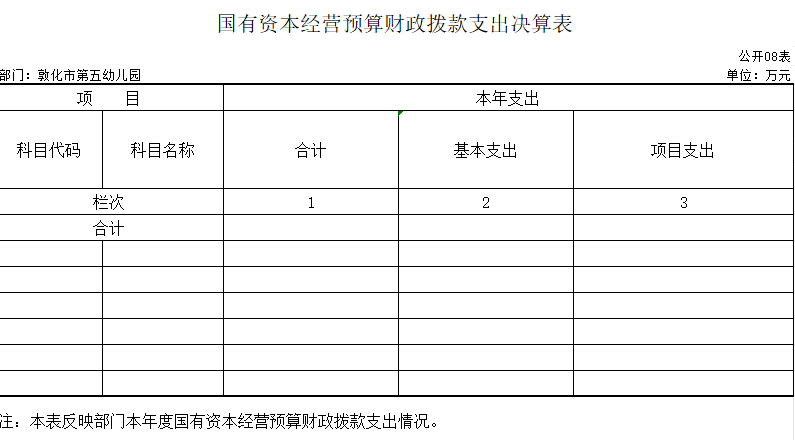 国有资本经营预算财政拨款支出决算表
公开08表
部门：敦化市第五幼儿园 单位：万元
项 目 本年支出
科目代码 科目名称 合计 基本支出 项目支出
栏次 1 2 3
合计
注：本表反映部门本年度国有资本经营预算财政拨款支出情况。